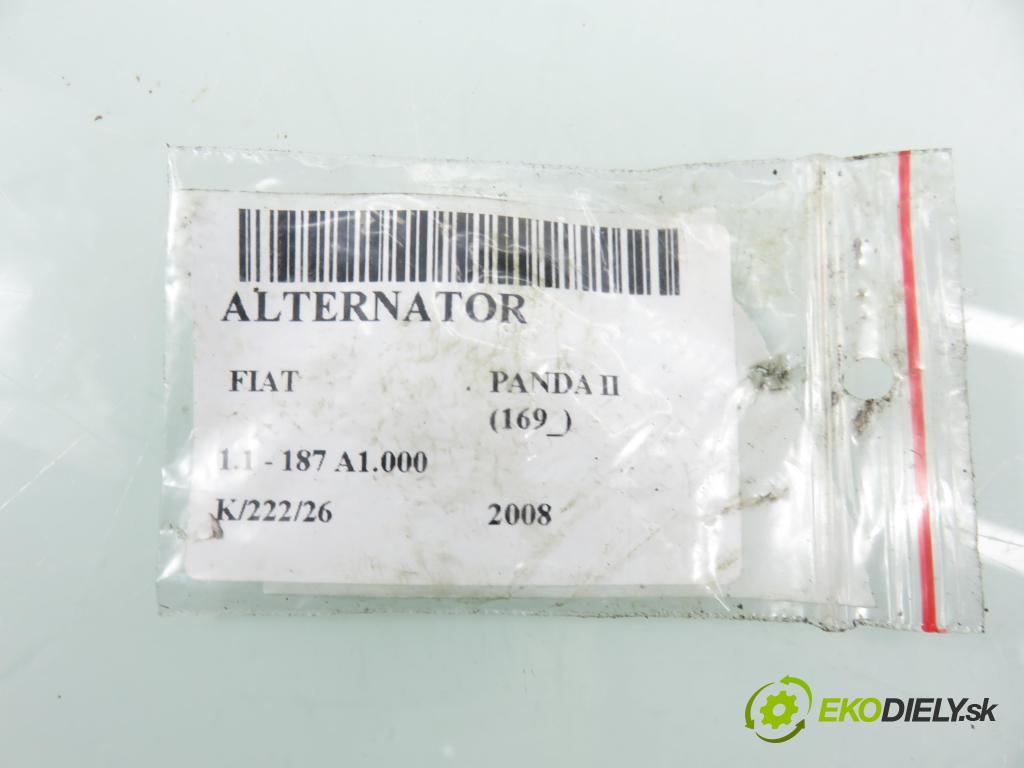 ALTERNATOR
FIAT PANDA II
(169_)
1.1 - 187 A1.000
K/222/26 2008
EKODIELY.sk